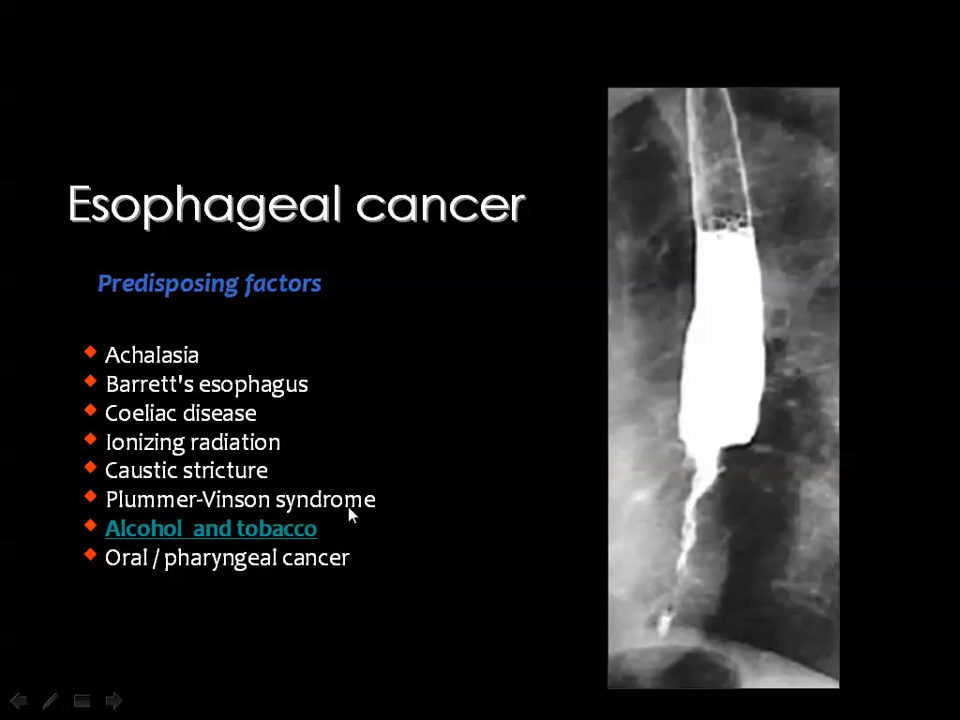 Esophageal cancer
Predisposing factors
Achalasia
Barrett's esophagus
Coeliac disease
Ionizing radiation
Caustic stricture
Plummer-Vinson syndrome
Alcohol and tobacco
Oral / pharyngeal cancer